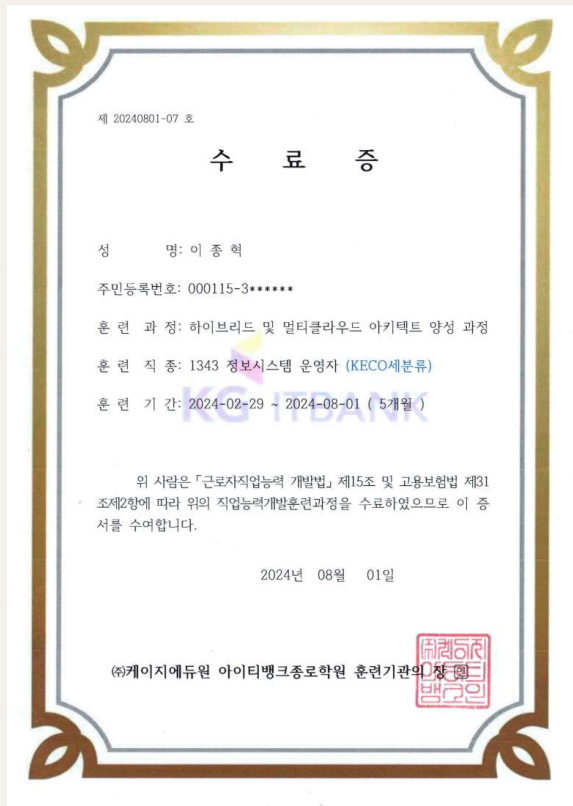 제 20240801-07 호
수 료 증
성 명: 이 종 혁
주민등록번호: 000115-3******
훈 련 과 정: 하이브리드 및 멀티클라우드 아키텍트 양성 과정
훈 련 직 종: 1343 정보시스템 운영자 (KECO세분류)
KG ITBANK
훈 련 기 간: 2024-02-29 ~ 2024-08-01 ( 5개월 )
위 사람은「근로자직업능력 개발법」제15조 및 고용보험법 제31
조제2항에 따라 위의 직업능력개발훈련과정을 수료하였으므로 이 증
서를 수여합니다.
2024년 08월 01일
㈜케이지에듀원 아이티뱅크종로학원 훈련기관의 장 ㊞